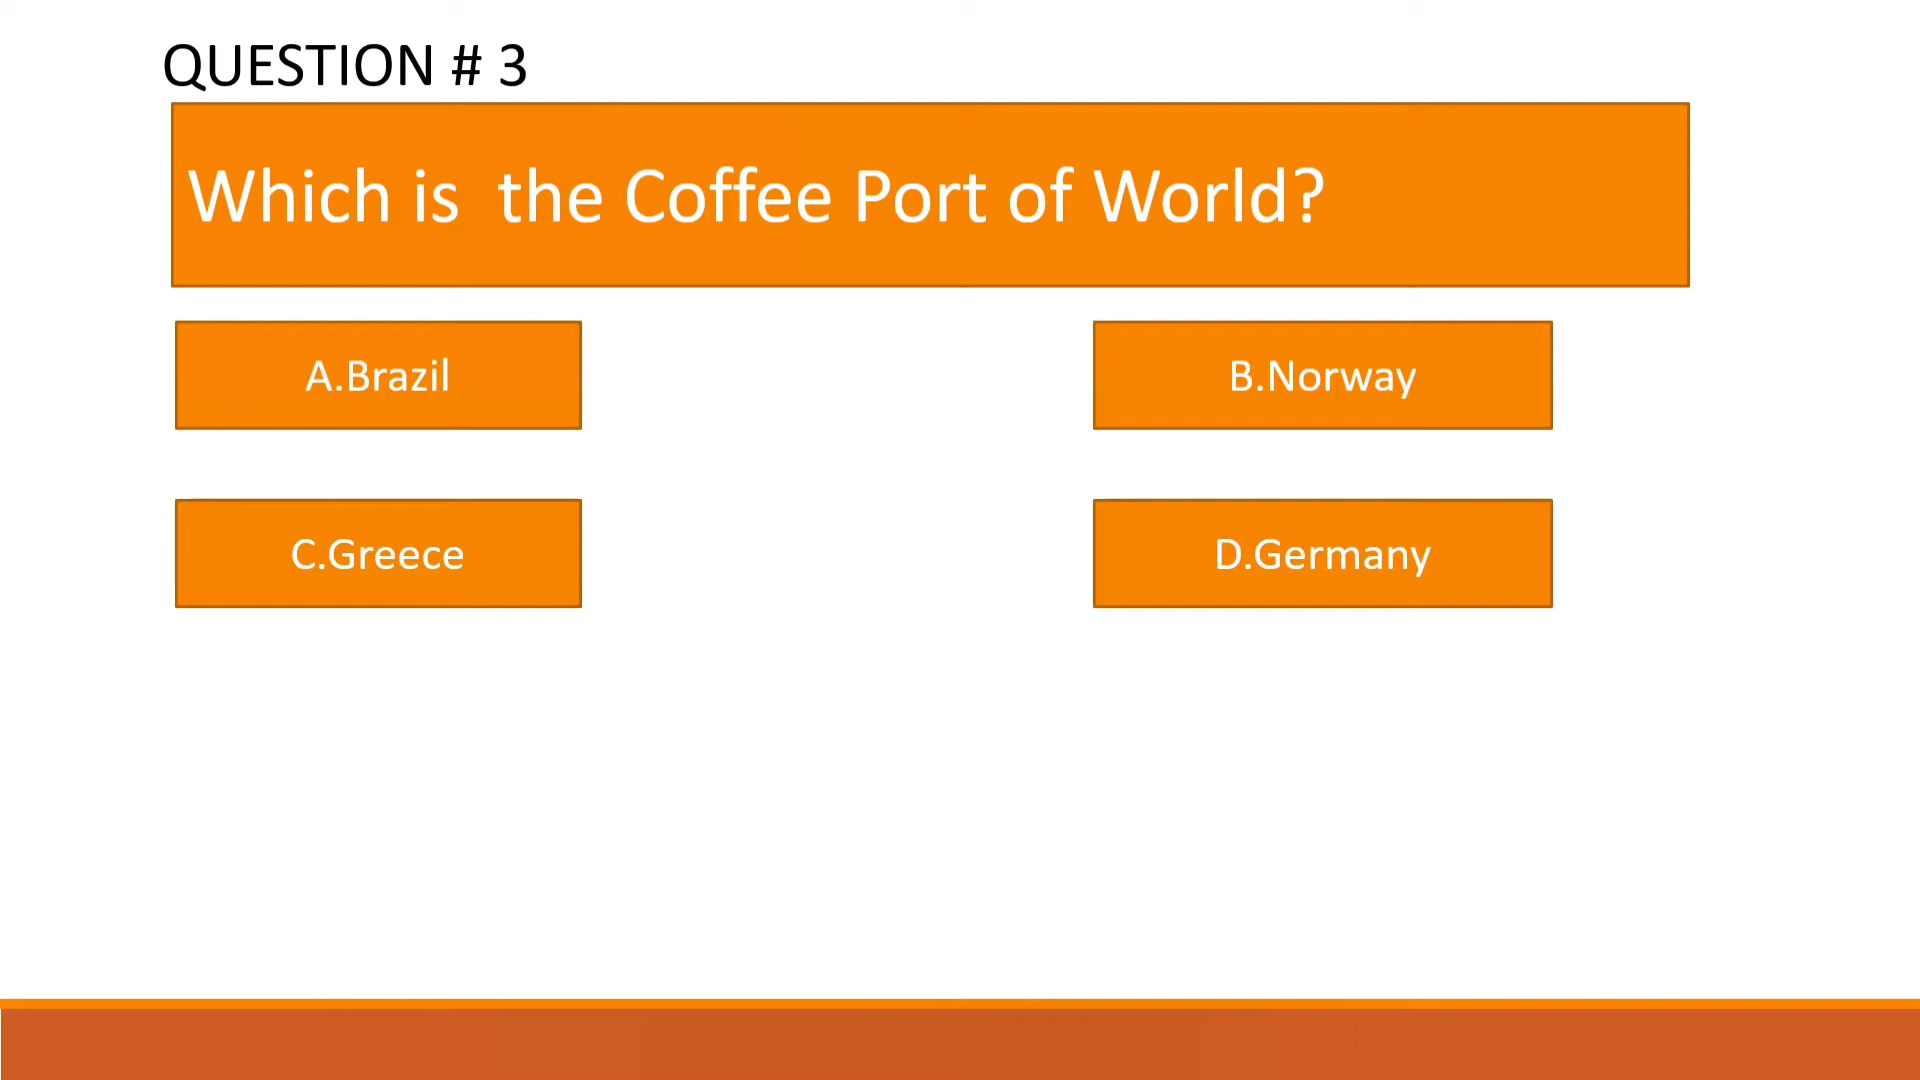 QUESTION # 3
Which is  the Coffee Port of World?
A.Brazil
B.Norway
C.Greece
D.Germany